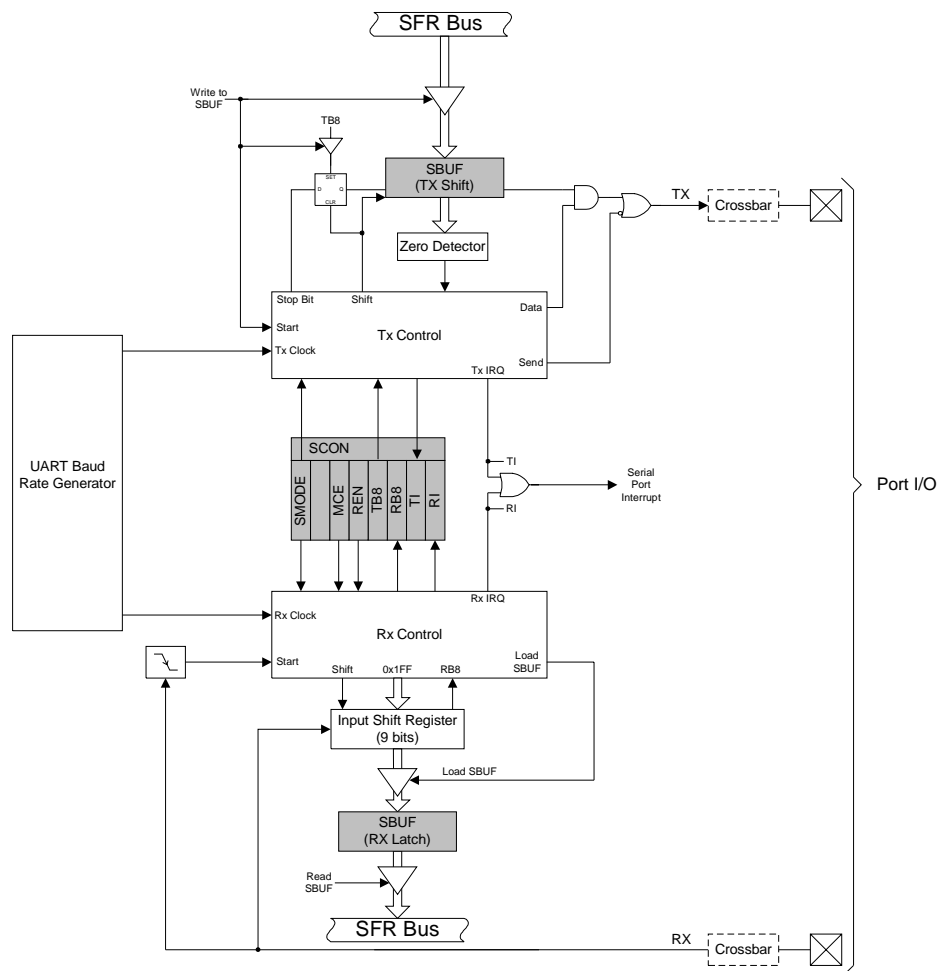 SFR Bus
Write to
SBUF
TB8
SBUF
(TX Shift)
SET
D
Q
CLR
TX
Crossbar
Zero Detector
Stop Bit
Shift
Data
Start
Tx Control
Tx Clock
Send
Tx IRQ
UART Baud
Rate Generator
SCON
SMODE
MCE
REN
TB8
RB8
TI
RI
TI
Serial
Port
Interrupt
RI
Port I/O
Rx IRQ
Rx Clock
Rx Control
Start
Load
SBUF
Shift
0x1FF
RB8
Input Shift Register
(9 bits)
Load SBUF
SBUF
(RX Latch)
Read
SBUF
SFR Bus
RX
Crossbar